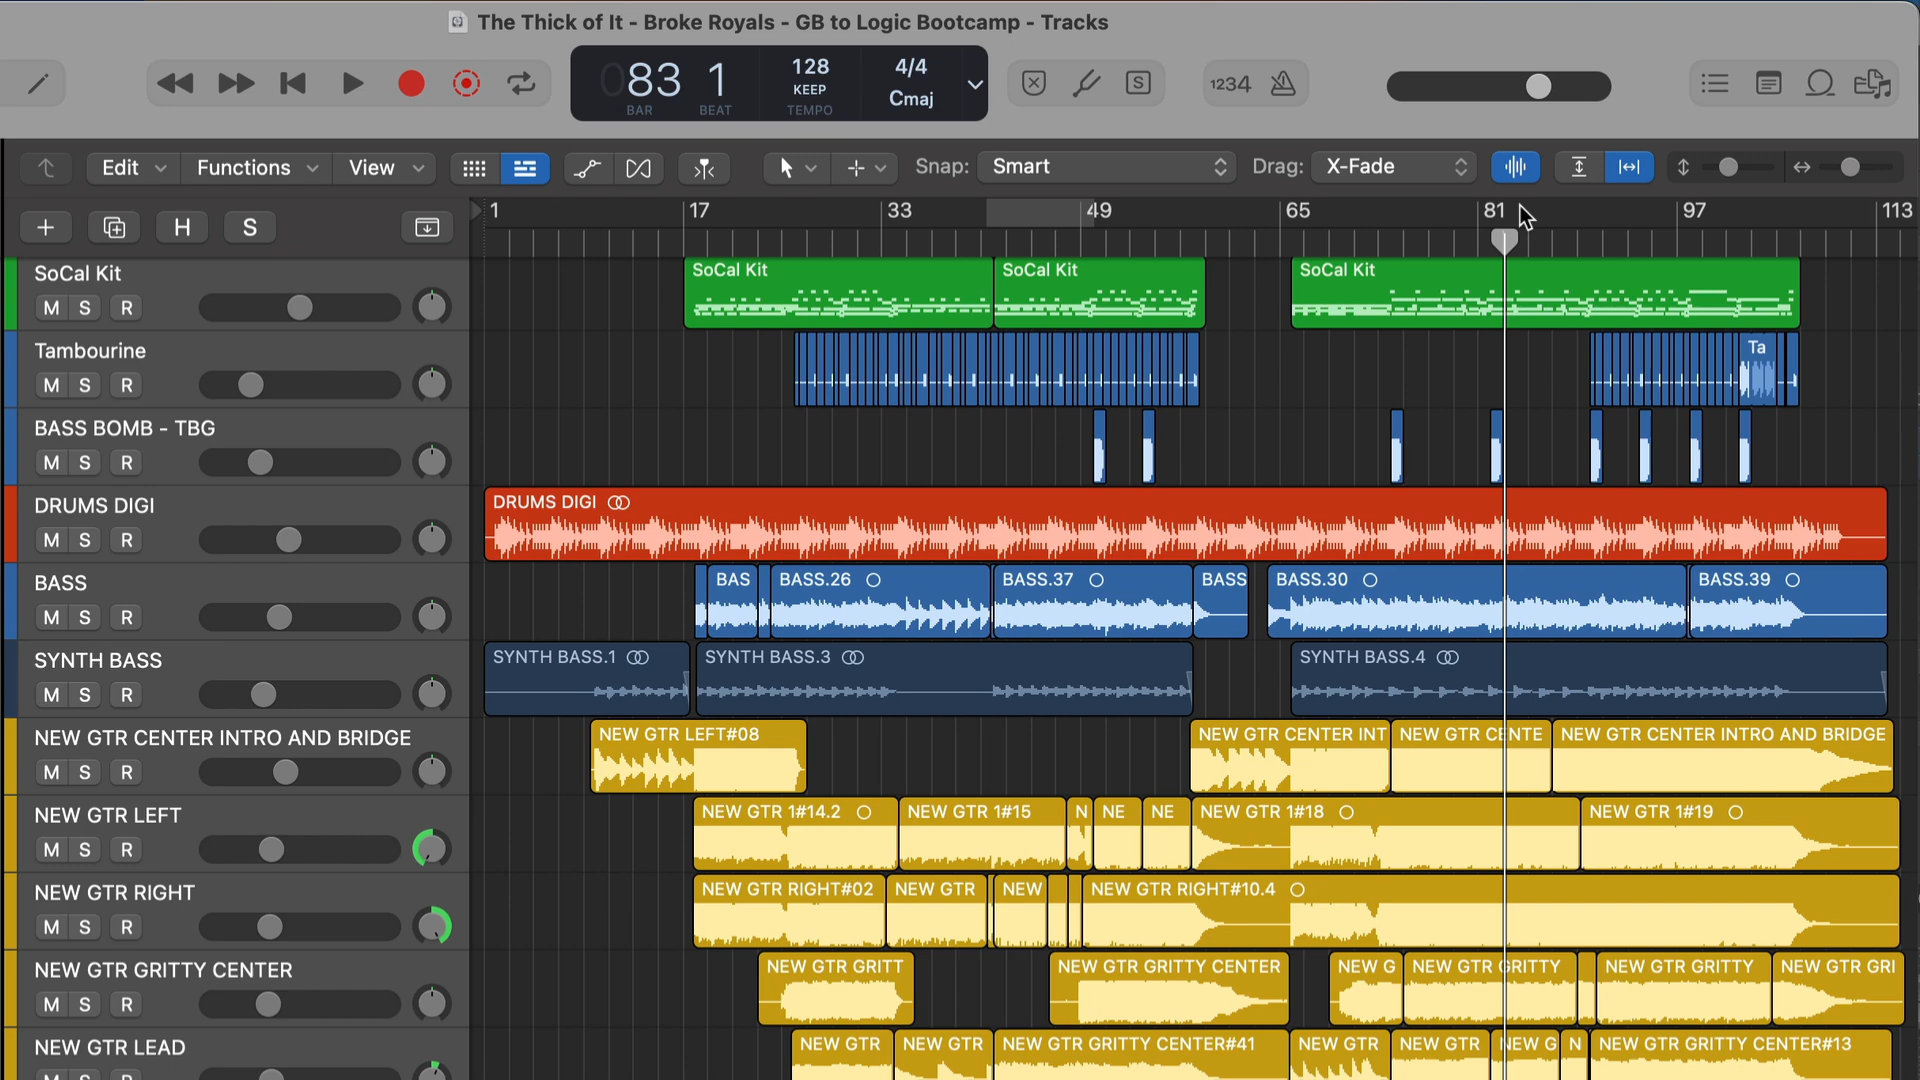 The Thick of It - Broke Royals - GB to Logic Bootcamp - Tracks
083 1
128
KEEP
4/4
Cmaj
BAR BEAT TEMPO
S
1234
Edit Functions View Snap: Smart Drag: X-Fade
H S
1 17 33 49 65 81 97 113
SoCal Kit
M S R
SoCal Kit SoCal Kit SoCal Kit
Tambourine
M S R
Ta
BASS BOMB - TBG
M S R
DRUMS DIGI
M S R
DRUMS DIGI
BASS
M S R
BAS BASS.26 BASS.37 BASS BASS.30 BASS.39
SYNTH BASS
M S R
SYNTH BASS.1 SYNTH BASS.3 SYNTH BASS.4
NEW GTR CENTER INTRO AND BRIDGE
M S R
NEW GTR LEFT#08 NEW GTR CENTER INT NEW GTR CENTE NEW GTR CENTER INTRO AND BRIDGE
NEW GTR LEFT
M S R
NEW GTR 1#14.2 NEW GTR 1#15 N NE NE NEW GTR 1#18 NEW GTR 1#19
NEW GTR RIGHT
M S R
NEW GTR RIGHT#02 NEW GTR NEW NEW GTR RIGHT#10.4
NEW GTR GRITTY CENTER
M S R
NEW GTR GRITT NEW GTR GRITTY CENTER NEW G NEW GTR GRITTY NEW GTR GRITTY NEW GTR GRI
NEW GTR LEAD
NEW GTR NEW GTR NEW GTR GRITTY CENTER#41 NEW GTR NEW GTR NEW G N NEW GTR GRITTY CENTER#13